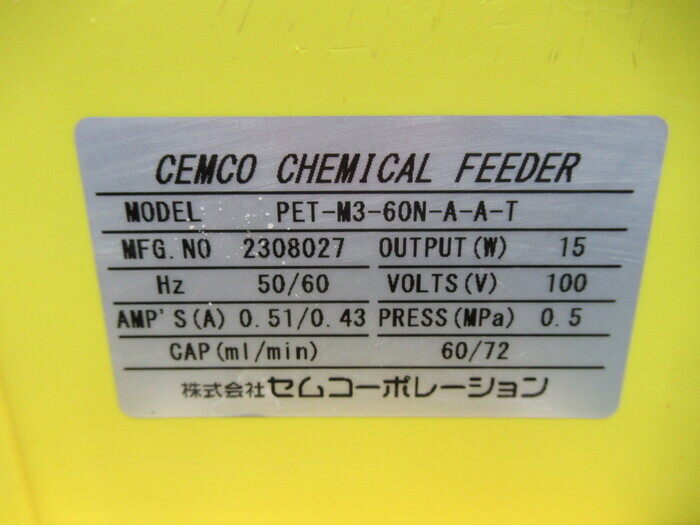 CEMCO CHEMICAL FEEDER
MODEL PET-M3-60N-A-A-T
MFG.NO 2308027 OUTPUT(W) 15
Hz 50/60 VOLTS(V) 100
AMP'S(A) 0.51/0.43 PRESS(MPa) 0.5
CAP(ml/min) 60/72
株式会社セムコーポレーション